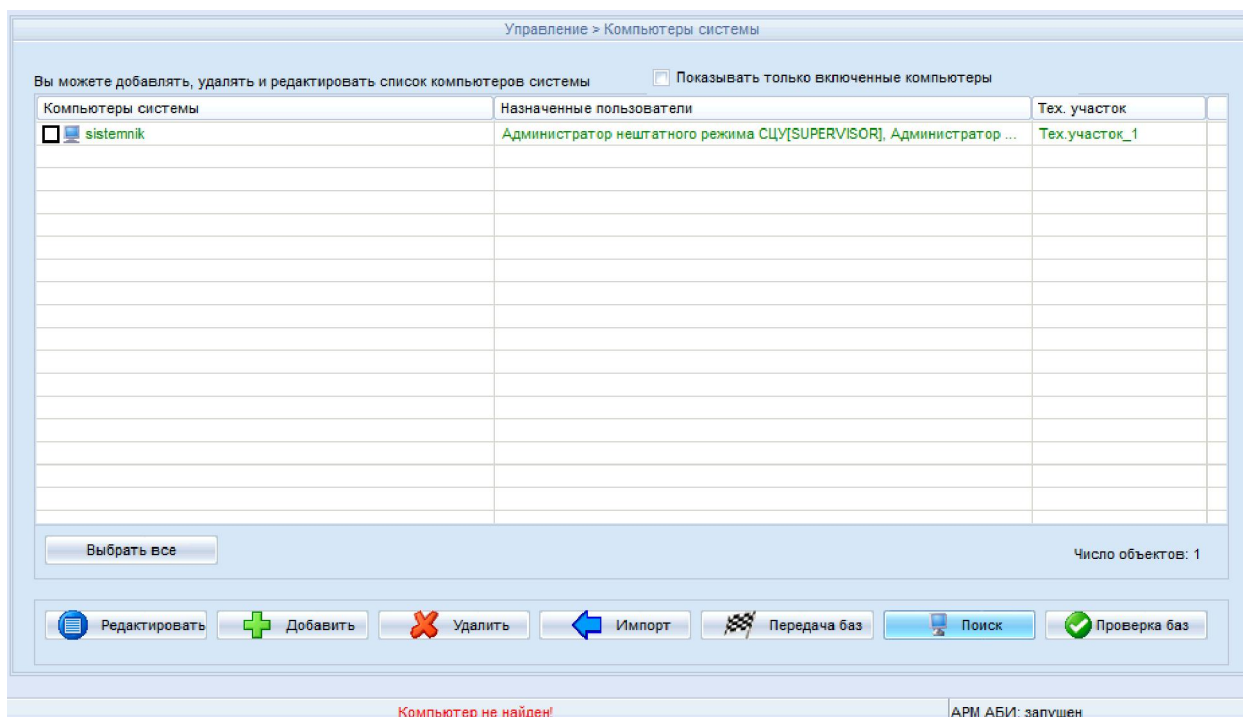 Управление > Компьютеры системы
Вы можете добавлять, удалять и редактировать список компьютеров системы
Показывать только включенные компьютеры
Компьютеры системы Назначенные пользователи Тех. участок
sistemnik Администратор нештатного режима СЦУ[SUPERVISOR], Администратор ... Тех.участок_1
Выбрать все Число объектов: 1
Редактировать Добавить Удалить Импорт Передача баз Поиск Проверка баз
Компьютер не найден! АРМ АБИ: запущен